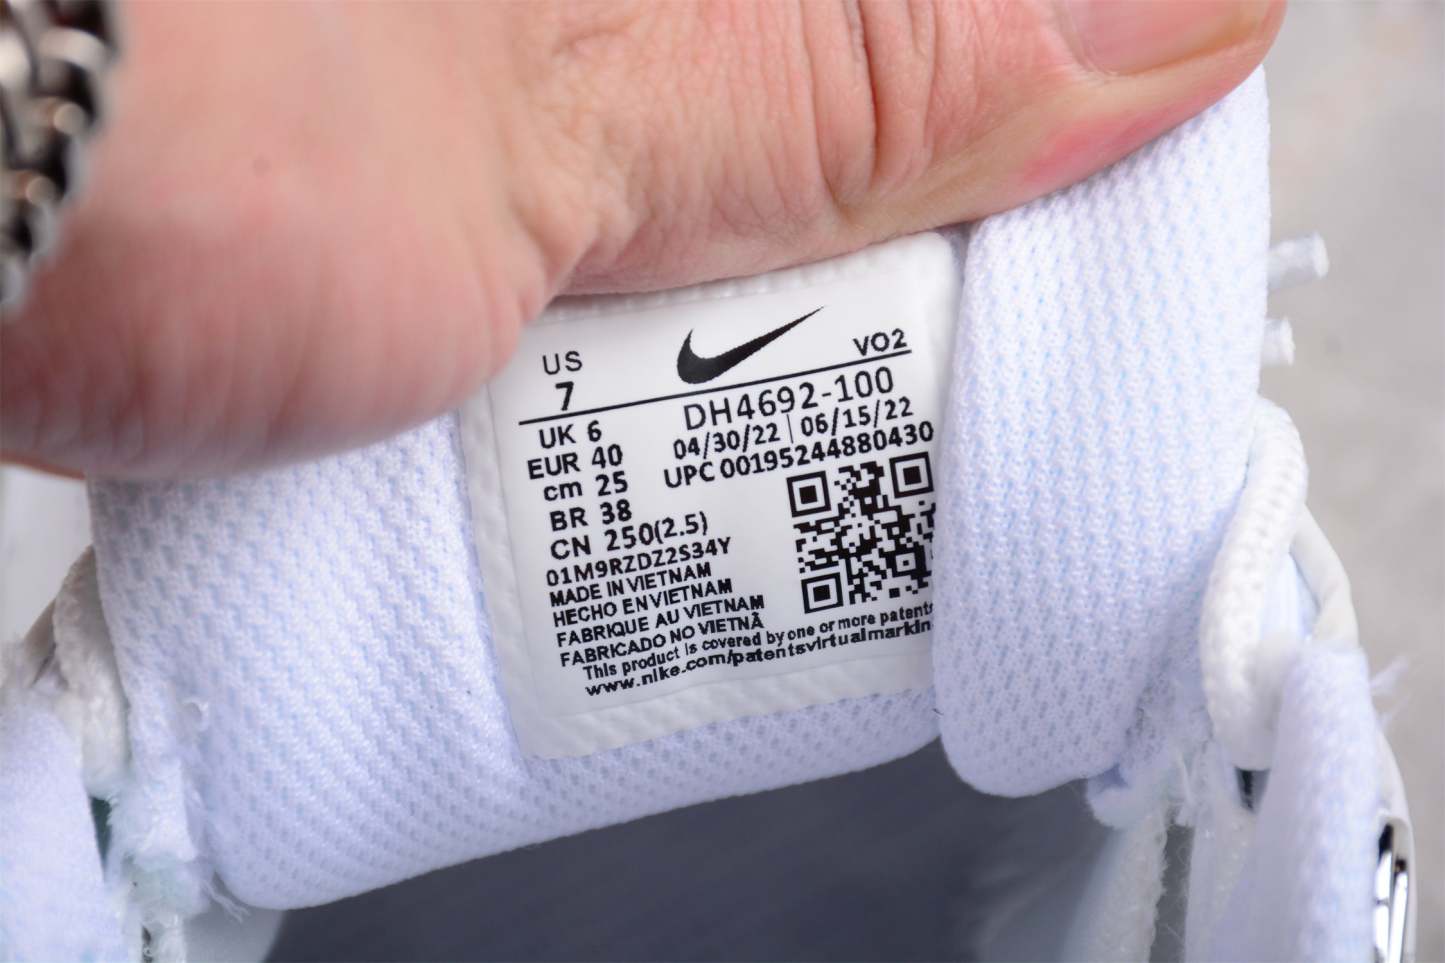 US
7
VO2
DH4692-100
UK 6
04/30/22 | 06/15/22
EUR 40
UPC 00195244880430
cm 25
BR 38
CN 250(2.5)
01M9RZDZ2S34Y
MADE IN VIETNAM
HECHO EN VIETNAM
FABRIQUE AU VIETNAM
FABRICADO NO VIETNÃ
This product is covered by one or more patents
www.nike.com/patentsvirtualmarkin